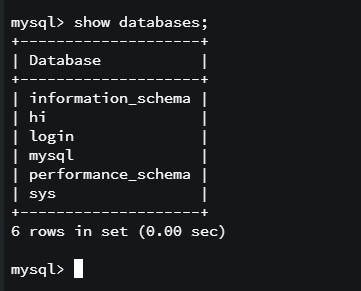 mysql> show databases;
+--------------------+
| Database           |
+--------------------+
| information_schema |
| hi                 |
| login              |
| mysql              |
| performance_schema |
| sys                |
+--------------------+
6 rows in set (0.00 sec)
mysql>